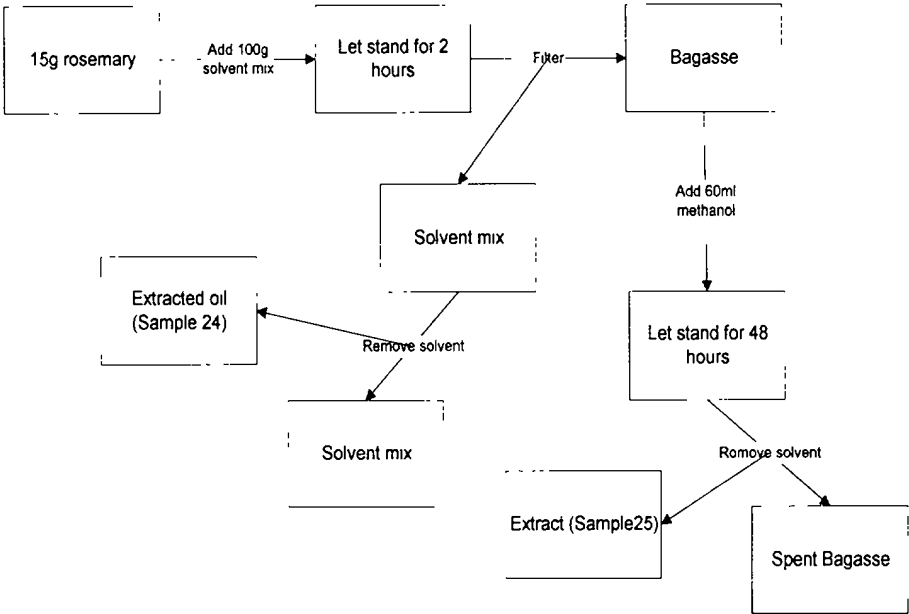 15g rosemary
Add 100g
solvent mix
Let stand for 2
hours
Filter
Bagasse
Add 60ml
methanol
Solvent mix
Extracted oil
(Sample 24)
Remove solvent
Let stand for 48
hours
Solvent mix
Romove solvent
Extract (Sample25)
Spent Bagasse